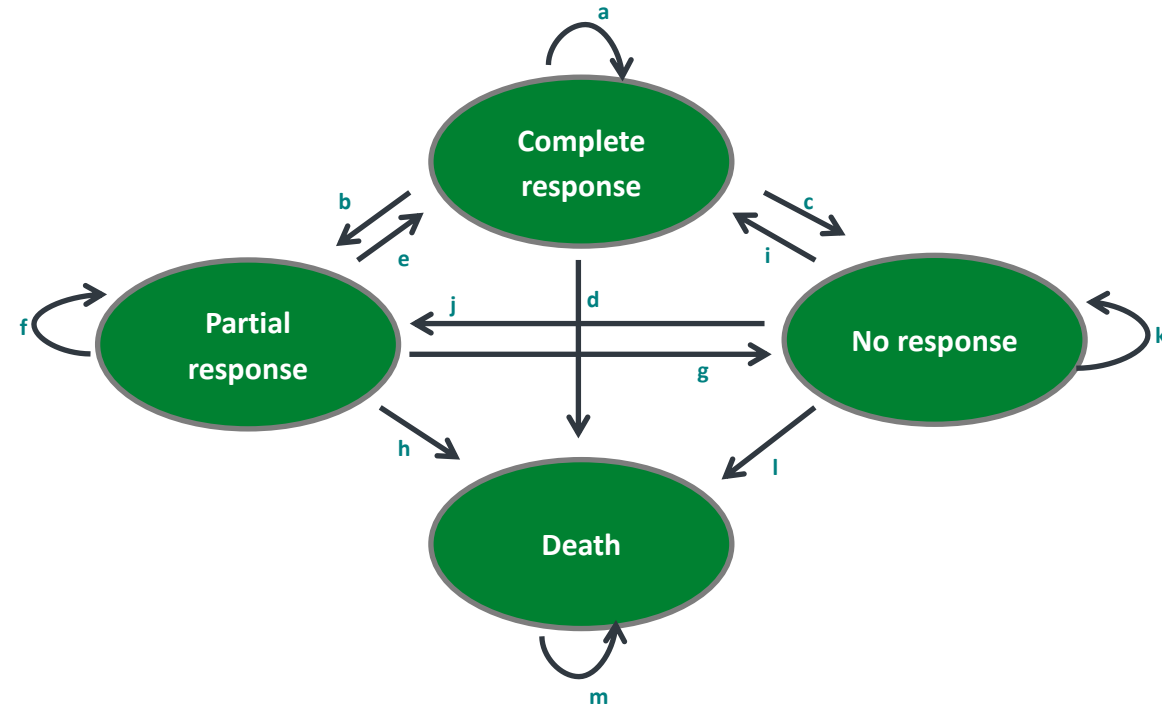 a
Complete
response
b
c
e
i
d
j
Partial
response
f
No response
k
g
h
l
Death
m